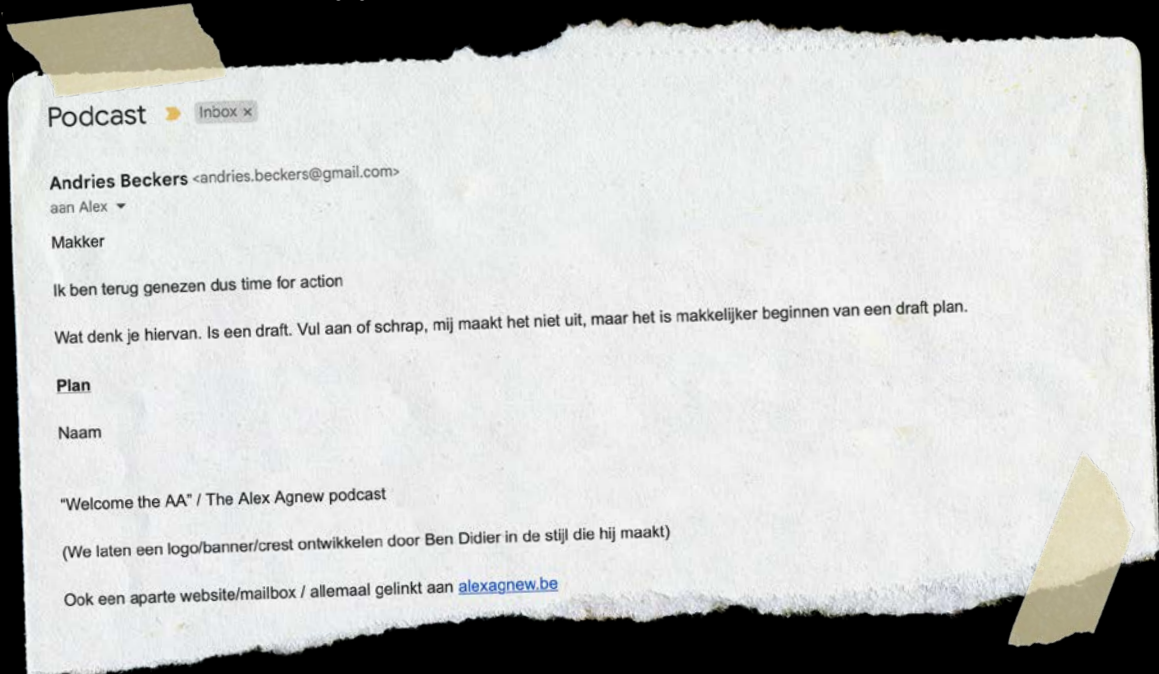 Podcast Inbox ×
Andries Beckers <andries.beckers@gmail.com>
aan Alex
Makker
Ik ben terug genezen dus time for action
Wat denk je hiervan. Is een draft. Vul aan of schrap, mij maakt het niet uit, maar het is makkelijker beginnen van een draft plan.
Plan
Naam
“Welcome the AA” / The Alex Agnew podcast
(We laten een logo/banner/crest ontwikkelen door Ben Didier in de stijl die hij maakt)
Ook een aparte website/mailbox / allemaal gelinkt aan alexagnew.be